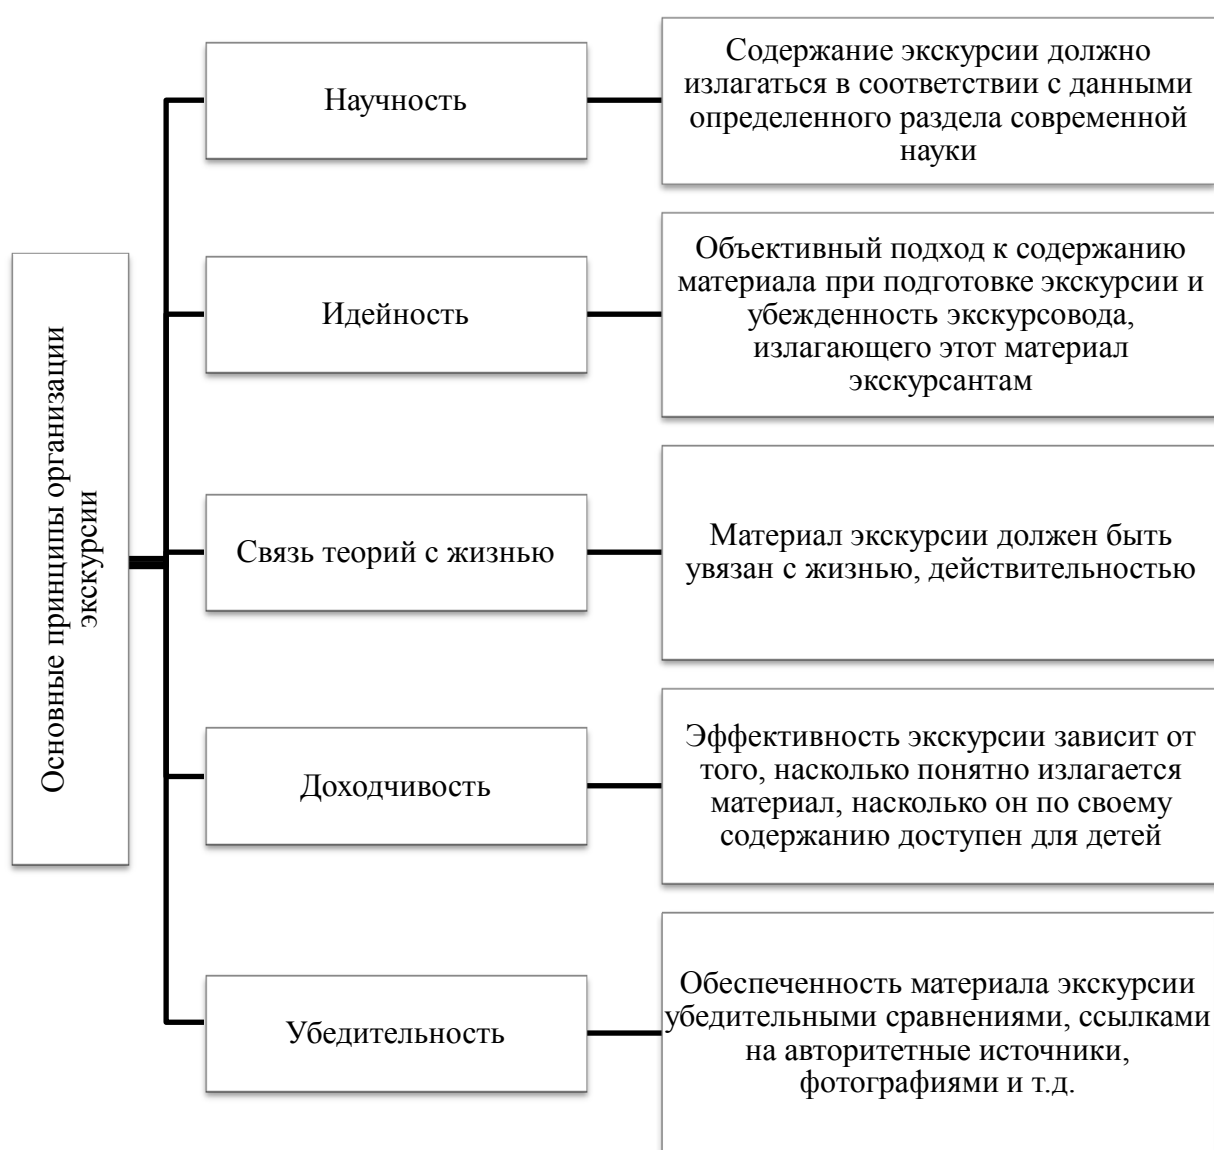 Основные принципы организации
экскурсии
Научность
Содержание экскурсии должно
излагаться в соответствии с данными
определенного раздела современной
науки
Идейность
Объективный подход к содержанию
материала при подготовке экскурсии и
убежденность экскурсовода,
излагающего этот материал
экскурсантам
Связь теорий с жизнью
Материал экскурсии должен быть
увязан с жизнью, действительностью
Доходчивость
Эффективность экскурсии зависит от
того, насколько понятно излагается
материал, насколько он по своему
содержанию доступен для детей
Убедительность
Обеспеченность материала экскурсии
убедительными сравнениями, ссылками
на авторитетные источники,
фотографиями и т.д.